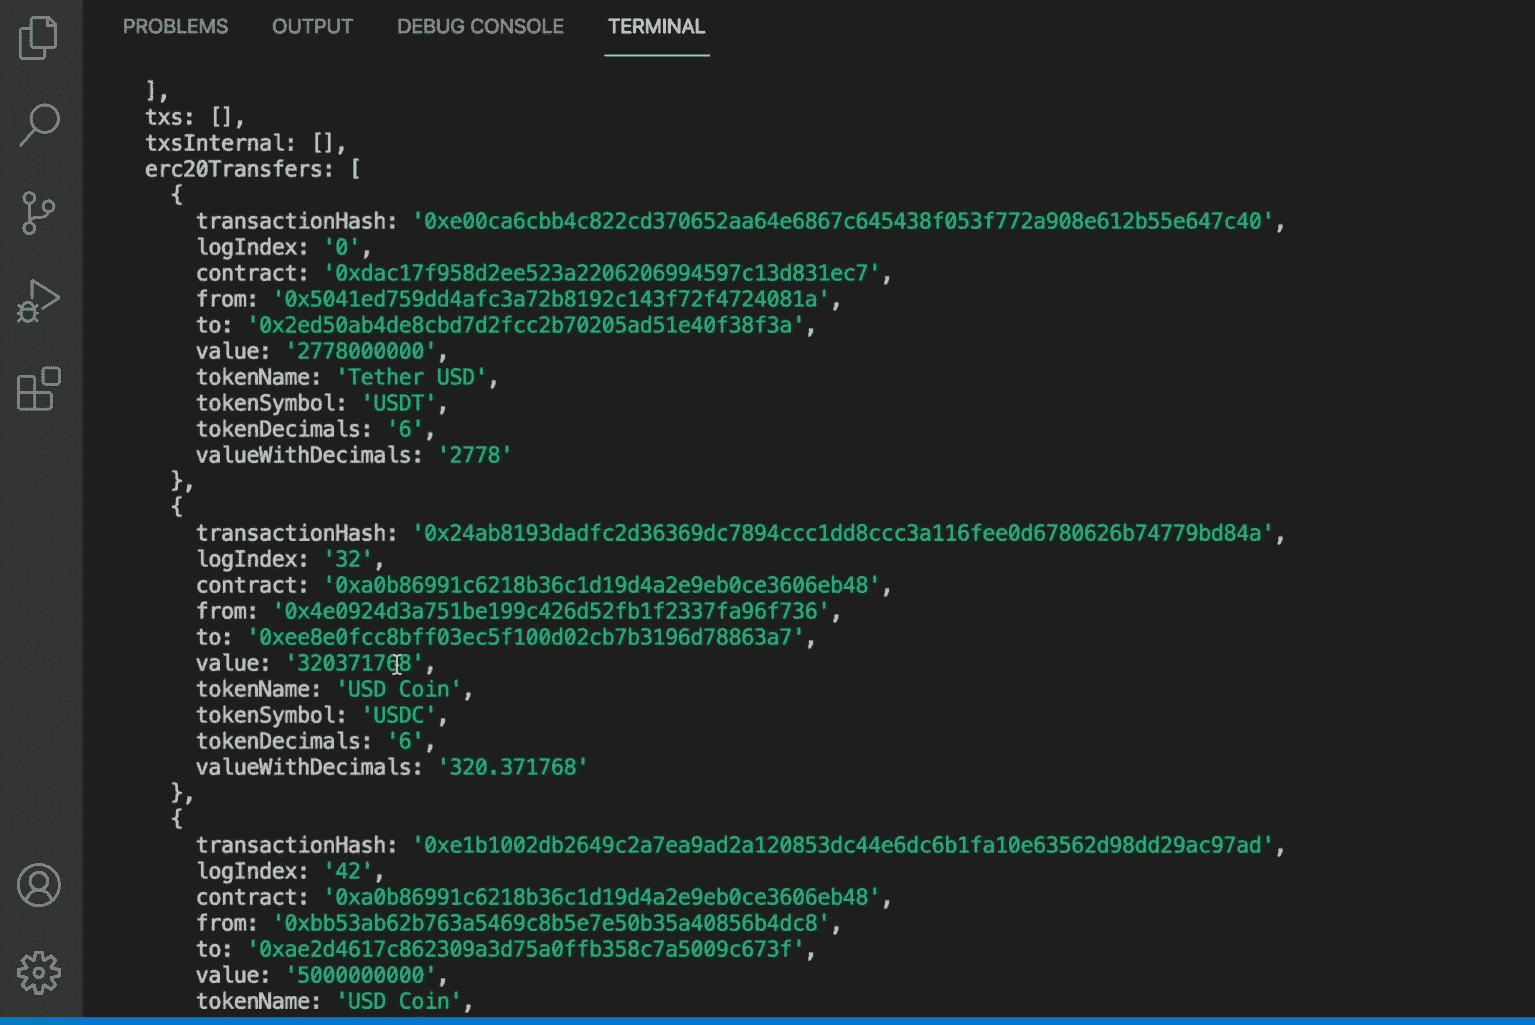 PROBLEMS OUTPUT DEBUG CONSOLE TERMINAL
],
txs: [],
txsInternal: [],
erc20Transfers: [
{
transactionHash: '0xe00ca6cbb4c822cd370652aa64e6867c645438f053f772a908e612b55e647c40',
logIndex: '0',
contract: '0xdac17f958d2ee523a2206206994597c13d831ec7',
from: '0x5041ed759dd4afc3a72b8192c143f72f4724081a',
to: '0x2ed50ab4de8cbd7d2fcc2b70205ad51e40f38f3a',
value: '2778000000',
tokenName: 'Tether USD',
tokenSymbol: 'USDT',
tokenDecimals: '6',
valueWithDecimals: '2778'
},
{
transactionHash: '0x24ab8193dadfc2d36369dc7894ccc1dd8ccc3a116fee0d6780626b74779bd84a',
logIndex: '32',
contract: '0xa0b86991c6218b36c1d19d4a2e9eb0ce3606eb48',
from: '0x4e0924d3a751be199c426d52fb1f2337fa96f736',
to: '0xee8e0fcc8bff03ec5f100d02cb7b3196d78863a7',
value: '320371768',
tokenName: 'USD Coin',
tokenSymbol: 'USDC',
tokenDecimals: '6',
valueWithDecimals: '320.371768'
},
{
transactionHash: '0xe1b1002db2649c2a7ea9ad2a120853dc44e6dc6b1fa10e63562d98dd29ac97ad',
logIndex: '42',
contract: '0xa0b86991c6218b36c1d19d4a2e9eb0ce3606eb48',
from: '0xbb53ab62b763a5469c8b5e7e50b35a40856b4dc8',
to: '0xae2d4617c862309a3d75a0ffb358c7a5009c673f',
value: '5000000000',
tokenName: 'USD Coin',